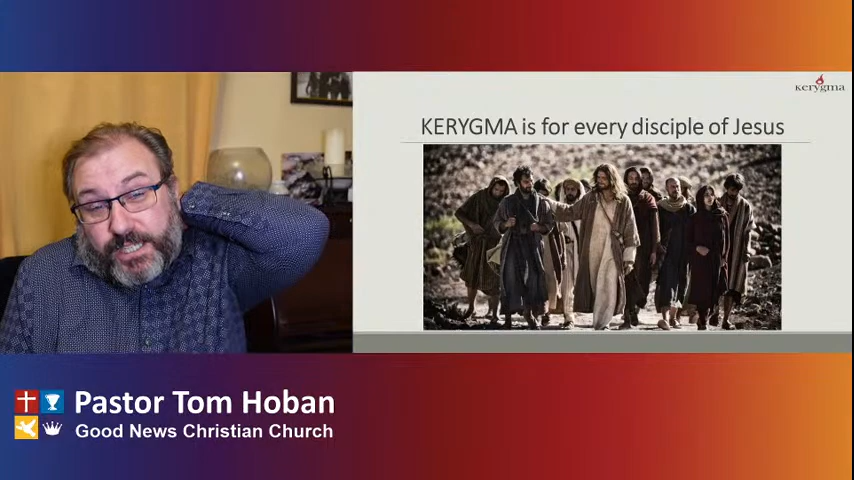 kerygma
KERYGMA is for every disciple of Jesus
Pastor Tom Hoban
Good News Christian Church